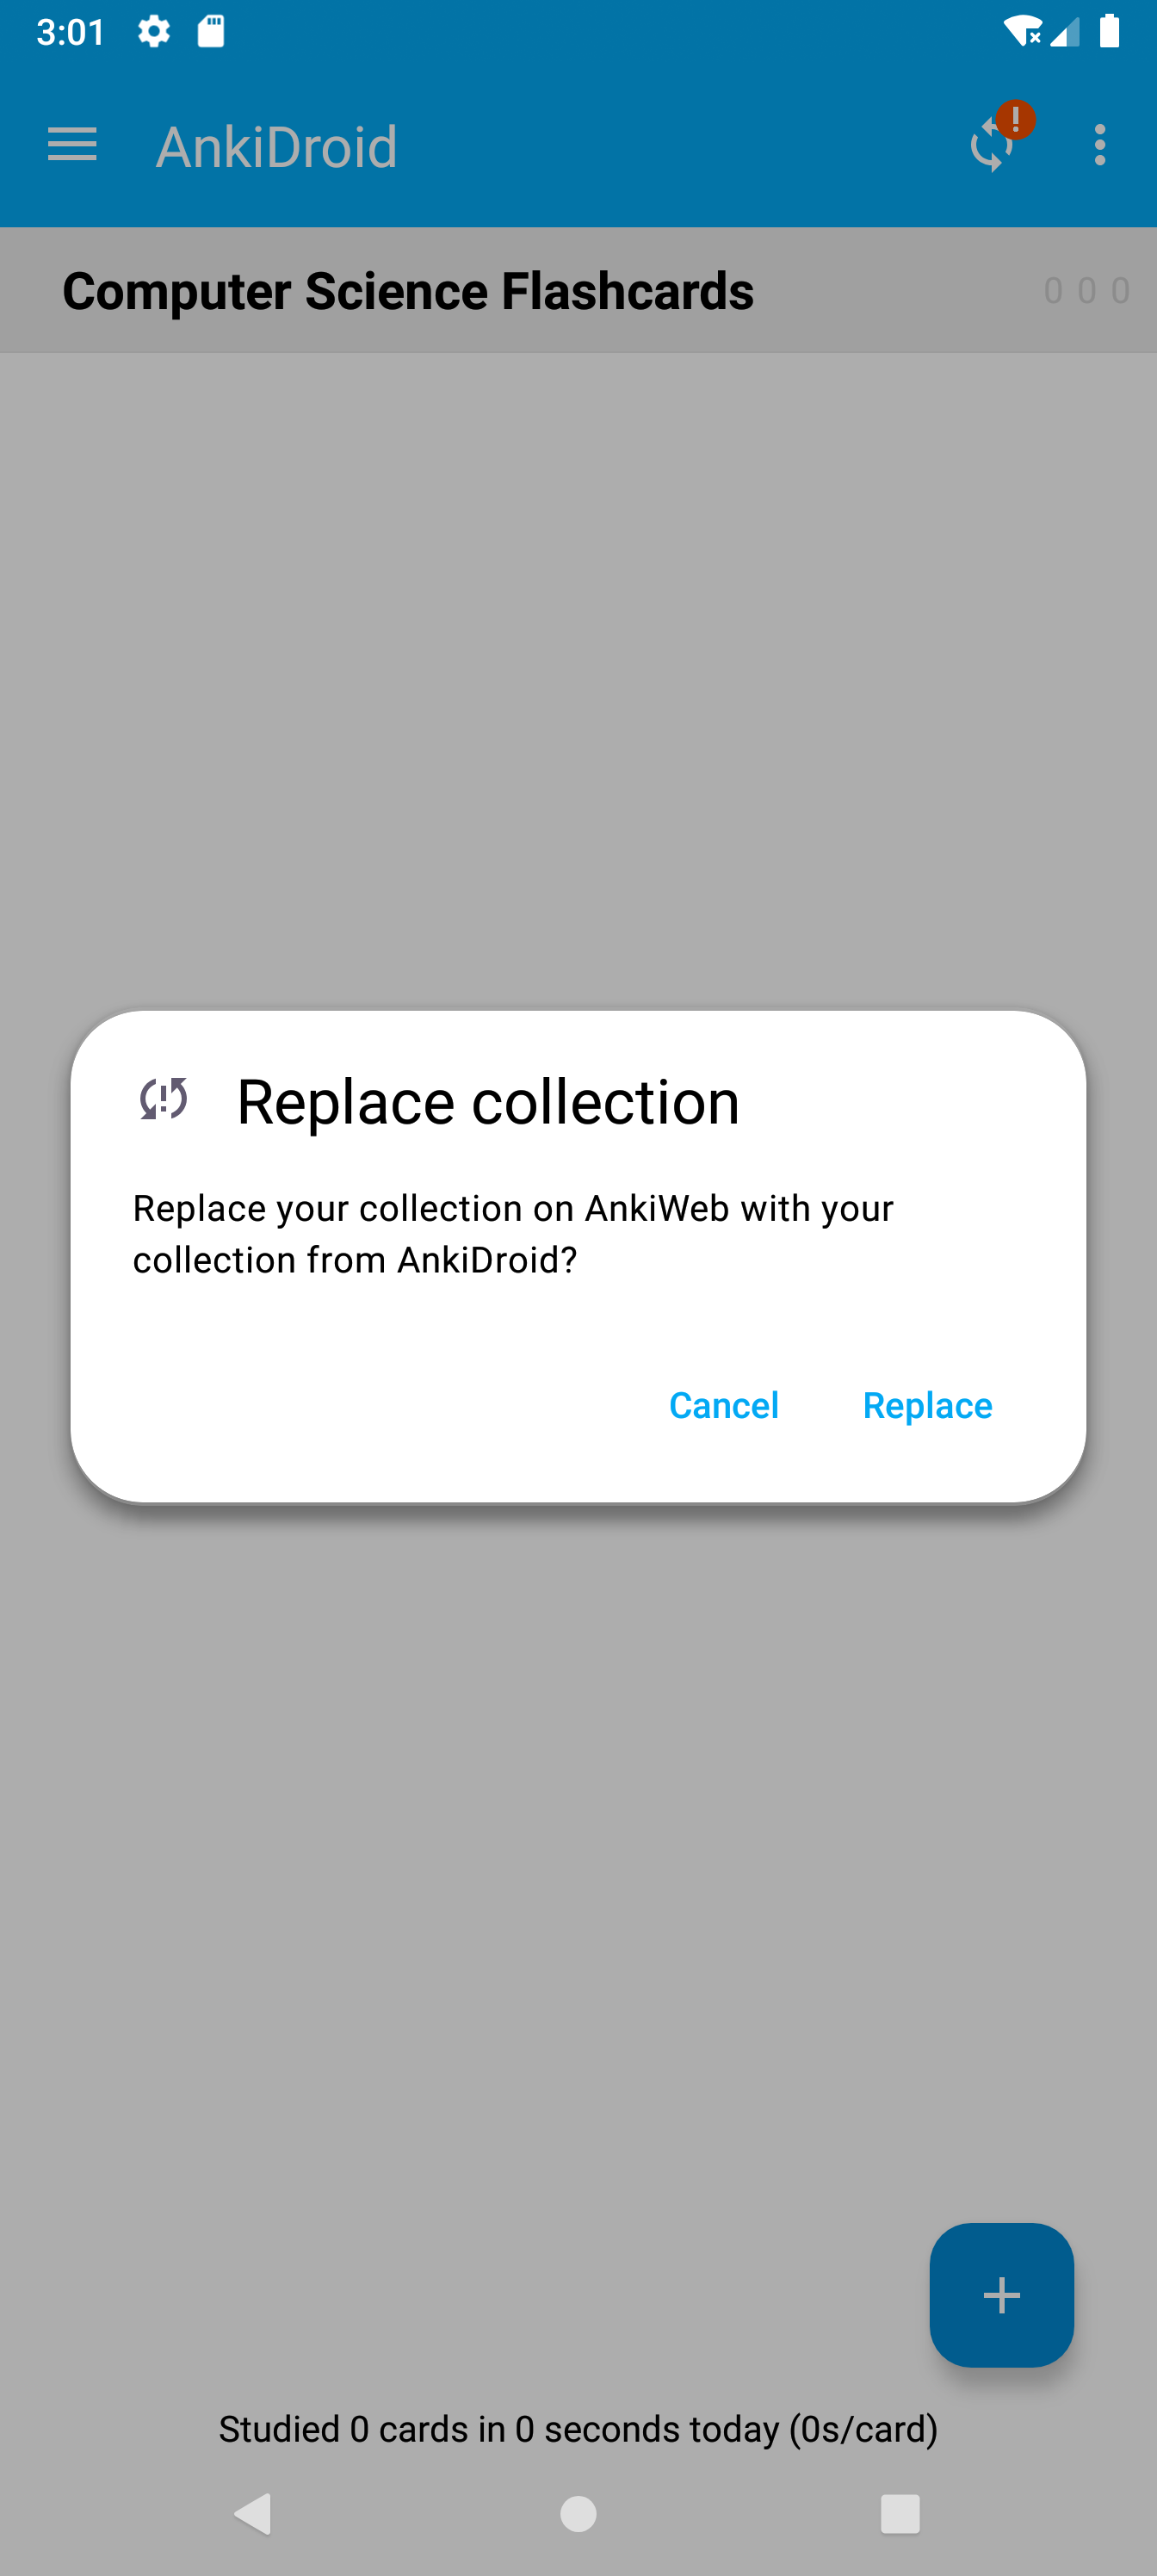 3:01
AnkiDroid
Computer Science Flashcards 0 0 0
Replace collection
Replace your collection on AnkiWeb with your
collection from AnkiDroid?
Cancel Replace
Studied 0 cards in 0 seconds today (0s/card)